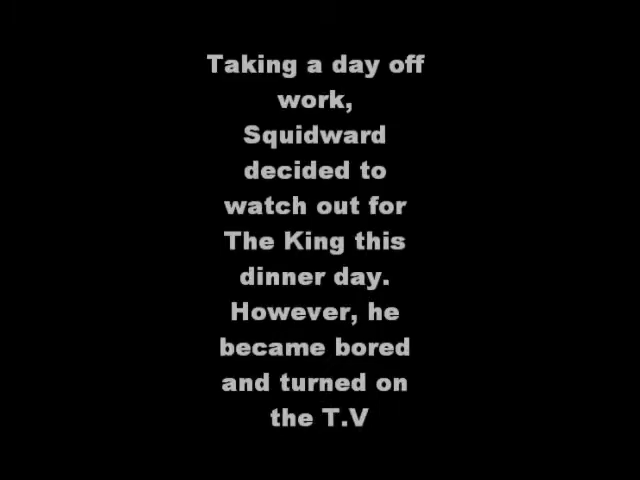 Taking a day off
work,
Squidward
decided to
watch out for
The King this
dinner day.
However, he
became bored
and turned on
the T.V